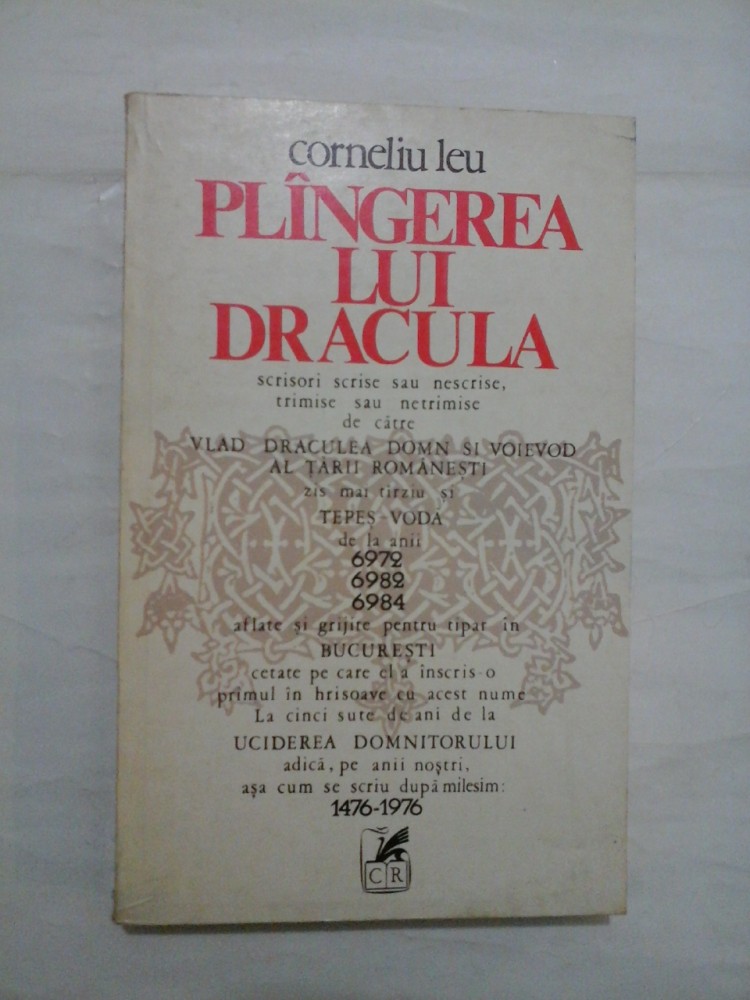 corneliu leu
PLÎNGEREA
LUI
DRACULA
scrisori scrise sau nescrise,
trimise sau netrimise
de către
VLAD DRACULEA DOMN SI VOIEVOD
AL ȚĂRII ROMÂNEȘTI
zis mai tîrziu și
ȚEPEȘ-VODĂ
de la anii
6972
6982
6984
aflate și grijite pentru tipar în
BUCUREȘTI
cetate pe care el a înscris-o
primul în hrisoave cu acest nume
La cinci sute de ani de la
UCIDEREA DOMNITORULUI
adică, pe anii noștri,
așa cum se scriu după milesim:
1476-1976
CR